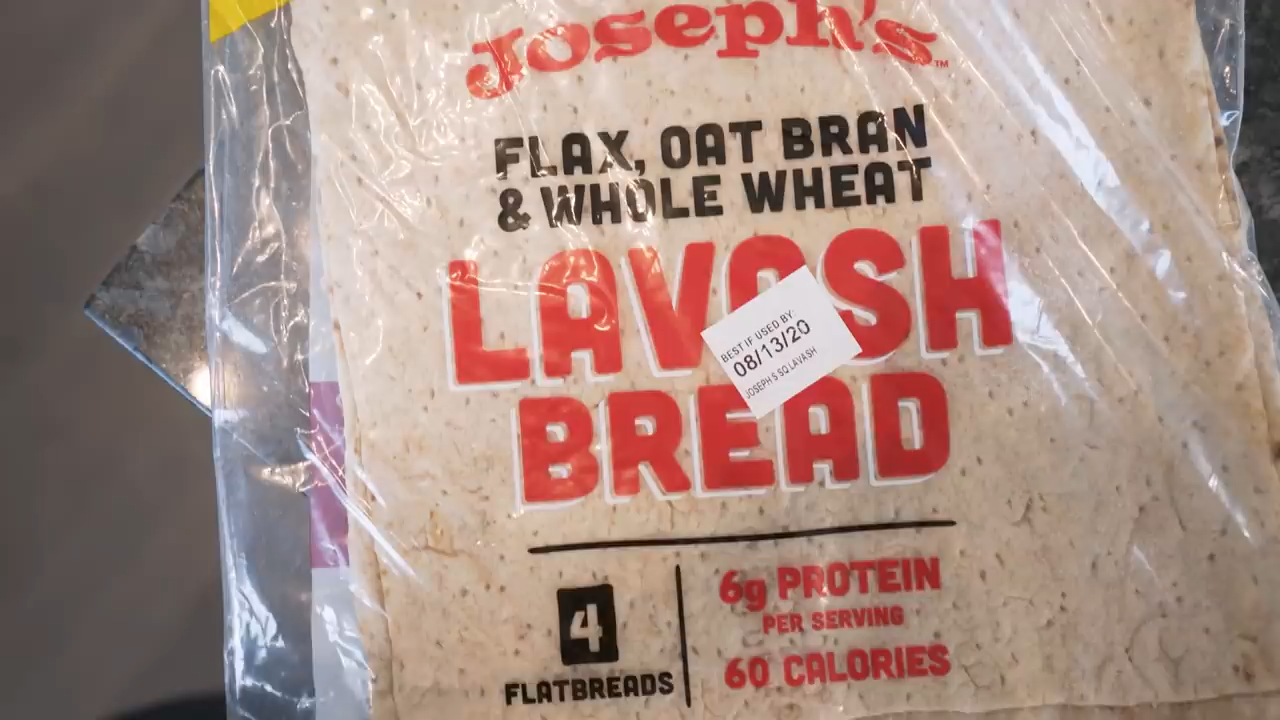 Joseph's™
FLAX, OAT BRAN
& WHOLE WHEAT
LAVASH
BEST IF USED BY:
08/13/20
JOSEPH S SQ LAVASH
BREAD
4
FLATBREADS
6g PROTEIN
PER SERVING
60 CALORIES